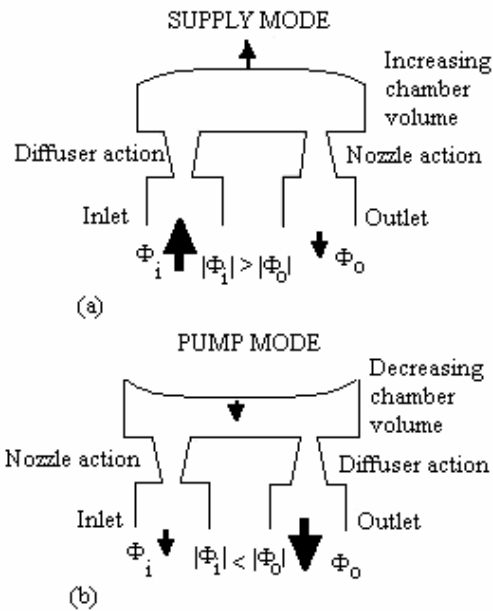 SUPPLY MODE
Increasing
chamber
volume
Diffuser action
Nozzle action
Inlet
Outlet
Φi
|Φi| > |Φo|
Φo
(a)
PUMP MODE
Decreasing
chamber
volume
Nozzle action
Diffuser action
Inlet
Outlet
Φi
|Φi| < |Φo|
Φo
(b)